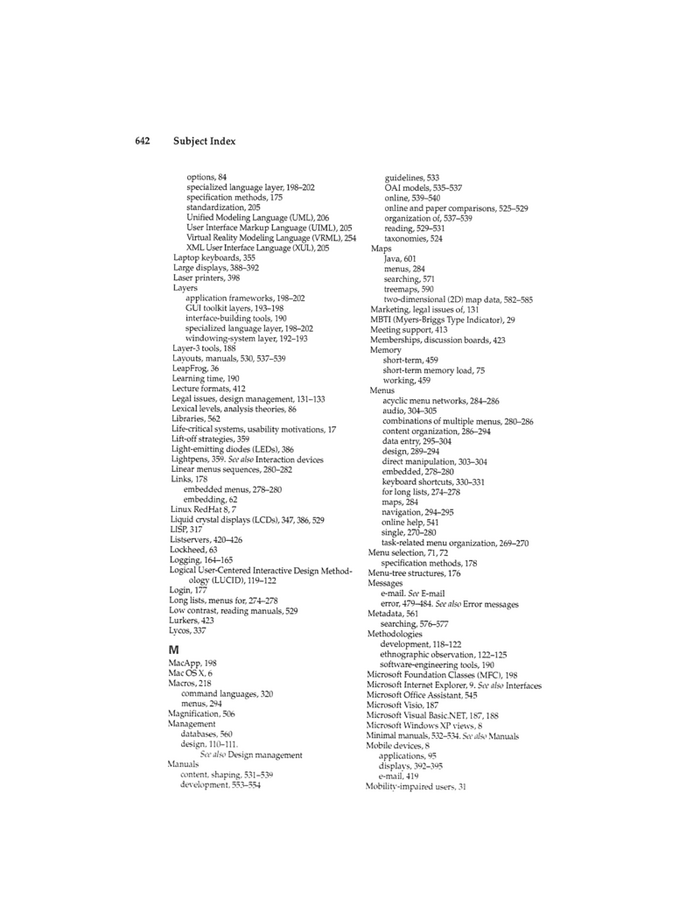 642 Subject Index
options, 84
specialized language layer, 198–202
specification methods, 175
standardization, 205
Unified Modeling Language (UML), 206
User Interface Markup Language (UIML), 205
Virtual Reality Modeling Language (VRML), 254
XML User Interface Language (XUL), 205
Laptop keyboards, 355
Large displays, 388–392
Laser printers, 398
Layers
application frameworks, 198–202
GUI toolkit layers, 193–198
interface-building tools, 190
specialized language layer, 198–202
windowing-system layer, 192–193
Layer-3 tools, 188
Layouts, manuals, 530, 537–539
LeapFrog, 36
Learning time, 190
Lecture formats, 412
Legal issues, design management, 131–133
Lexical levels, analysis theories, 86
Libraries, 562
Life-critical systems, usability motivations, 17
Lift-off strategies, 359
Light-emitting diodes (LEDs), 386
Lightpens, 359. See also Interaction devices
Linear menus sequences, 280–282
Links, 178
embedded menus, 278–280
embedding, 62
Linux RedHat 8, 7
Liquid crystal displays (LCDs), 347, 386, 529
LISP, 317
Listservers, 420–426
Lockheed, 63
Logging, 164–165
Logical User-Centered Interactive Design Method-
ology (LUCID), 119–122
Login, 177
Long lists, menus for, 274–278
Low contrast, reading manuals, 529
Lurkers, 423
Lycos, 337
M
MacApp, 198
Mac OS X, 6
Macros, 218
command languages, 320
menus, 294
Magnification, 506
Management
databases, 560
design, 110–111.
See also Design management
Manuals
content, shaping, 531–539
development, 553–554
guidelines, 533
OAI models, 535–537
online, 539–540
online and paper comparisons, 525–529
organization of, 537–539
reading, 529–531
taxonomies, 524
Maps
Java, 601
menus, 284
searching, 571
treemaps, 590
two-dimensional (2D) map data, 582–585
Marketing, legal issues of, 131
MBTI (Myers-Briggs Type Indicator), 29
Meeting support, 413
Memberships, discussion boards, 423
Memory
short-term, 459
short-term memory load, 75
working, 459
Menus
acyclic menu networks, 284–286
audio, 304–305
combinations of multiple menus, 280–286
content organization, 286–294
data entry, 295–304
design, 289–294
direct manipulation, 303–304
embedded, 278–280
keyboard shortcuts, 330–331
for long lists, 274–278
maps, 284
navigation, 294–295
online help, 541
single, 270–280
task-related menu organization, 269–270
Menu selection, 71, 72
specification methods, 178
Menu-tree structures, 176
Messages
e-mail. See E-mail
error, 479–484. See also Error messages
Metadata, 561
searching, 576–577
Methodologies
development, 118–122
ethnographic observation, 122–125
software-engineering tools, 190
Microsoft Foundation Classes (MFC), 198
Microsoft Internet Explorer, 9. See also Interfaces
Microsoft Office Assistant, 545
Microsoft Visio, 187
Microsoft Visual Basic.NET, 187, 188
Microsoft Windows XP views, 8
Minimal manuals, 532–534. See also Manuals
Mobile devices, 8
applications, 95
displays, 392–395
e-mail, 419
Mobility-impaired users, 31